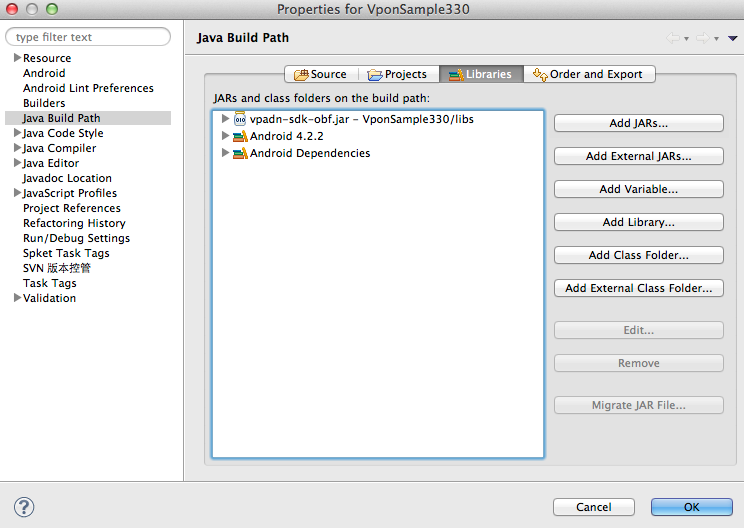 Properties for VponSample330
type filter text
Resource
Android
Android Lint Preferences
Builders
Java Build Path
Java Code Style
Java Compiler
Java Editor
Javadoc Location
JavaScript Profiles
Project References
Refactoring History
Run/Debug Settings
Spket Task Tags
SVN 版本控管
Task Tags
Validation
Java Build Path
Source
Projects
Libraries
Order and Export
JARs and class folders on the build path:
vpadn-sdk-obf.jar - VponSample330/libs
Android 4.2.2
Android Dependencies
Add JARs...
Add External JARs...
Add Variable...
Add Library...
Add Class Folder...
Add External Class Folder...
Edit...
Remove
Migrate JAR File...
?
Cancel
OK